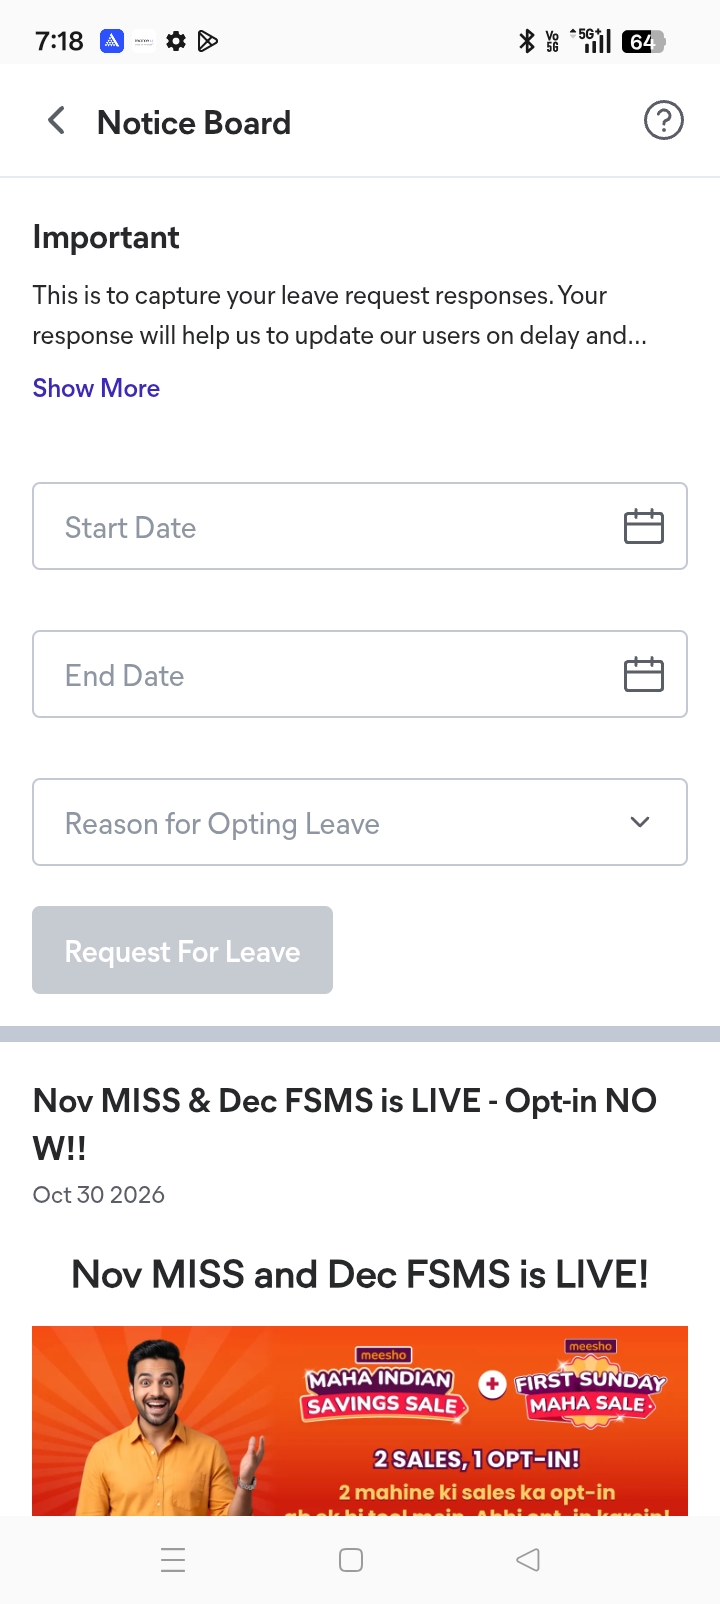 7:18
Vo
5G
5G+
64
Notice Board
Important
This is to capture your leave request responses. Your
response will help us to update our users on delay and...
Show More
Start Date
End Date
Reason for Opting Leave
Request For Leave
Nov MISS & Dec FSMS is LIVE - Opt-in NO
W!!
Oct 30 2026
Nov MISS and Dec FSMS is LIVE!
meesho
MAHA INDIAN
SAVINGS SALE
+
meesho
FIRST SUNDAY
MAHA SALE
2 SALES, 1 OPT-IN!
2 mahine ki sales ka opt-in